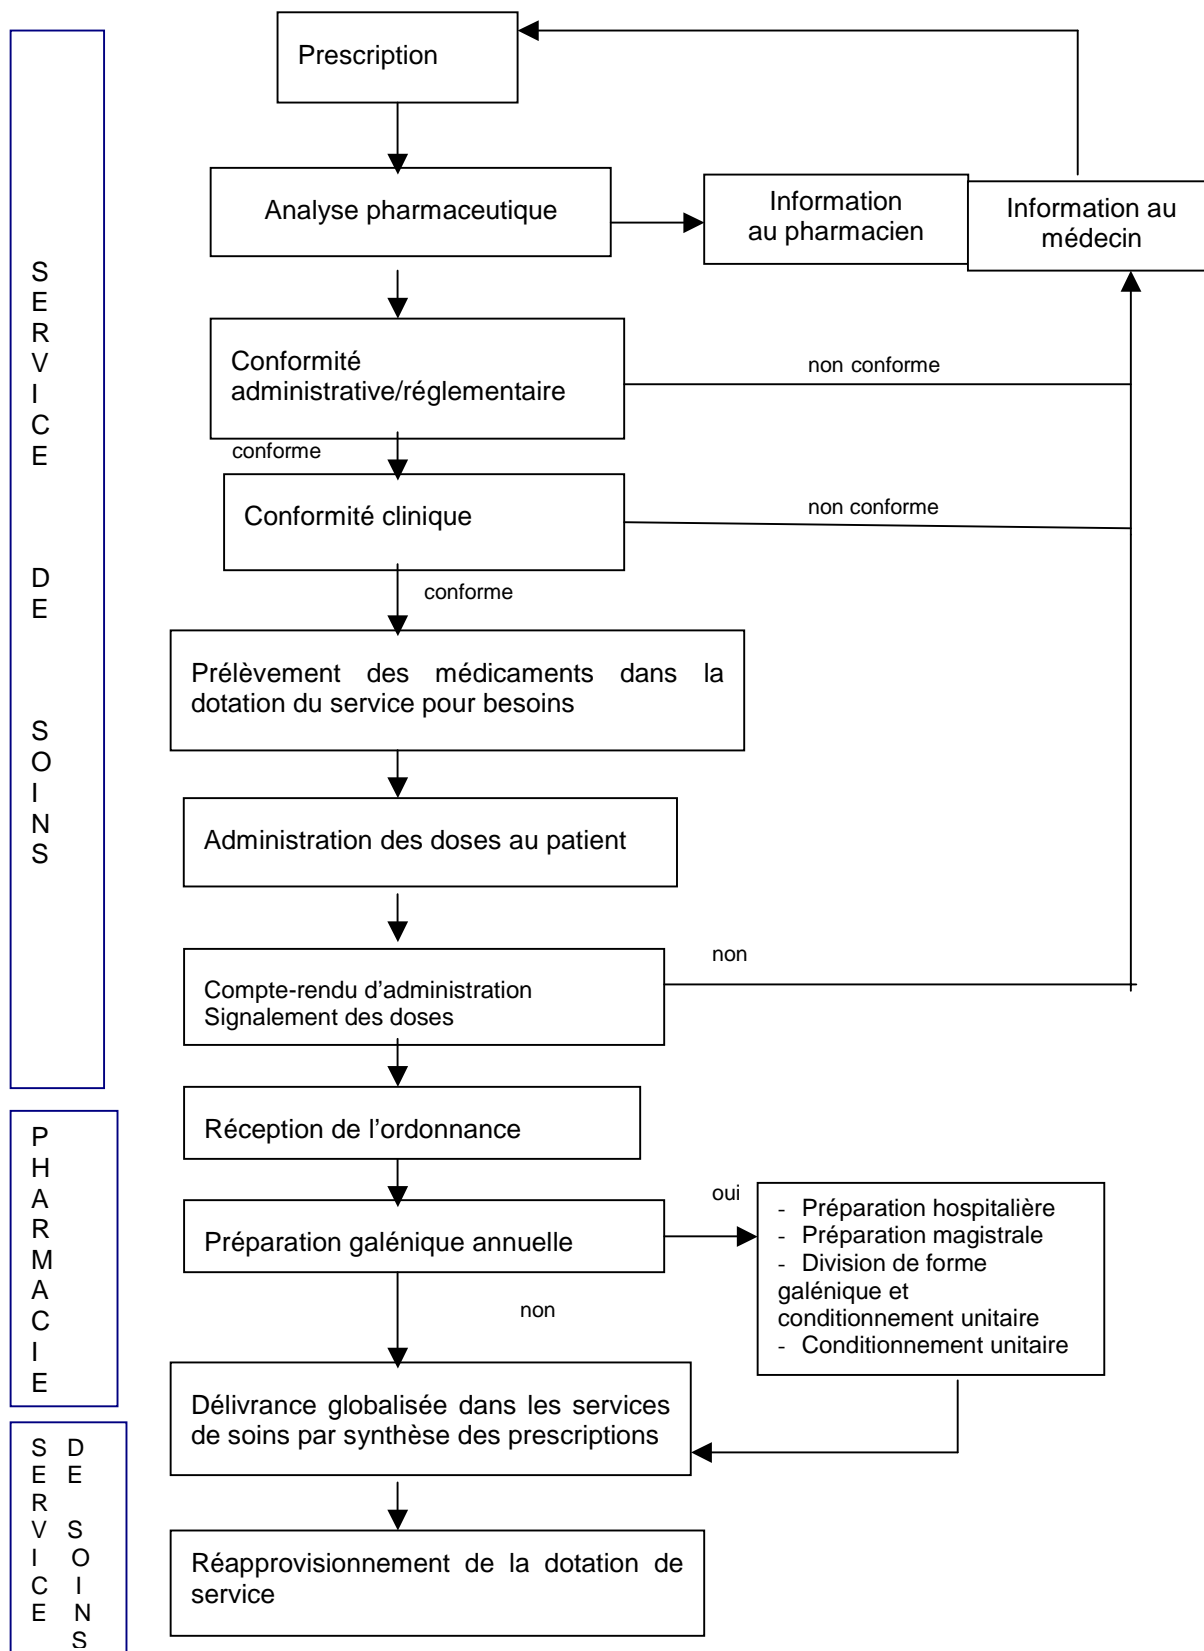 Prescription
Analyse pharmaceutique
Information
au pharmacien
Information au
médecin
Conformité
administrative/réglementaire
non conforme
conforme
Conformité clinique
non conforme
conforme
Prélèvement des médicaments dans la
dotation du service pour besoins
Administration des doses au patient
non
Compte-rendu d'administration
Signalement des doses
SERVICE DE SOINS
Réception de l'ordonnance
Préparation galénique annuelle
oui
- Préparation hospitalière
- Préparation magistrale
- Division de forme
galénique et
conditionnement unitaire
- Conditionnement unitaire
non
PHARMACIE
Délivrance globalisée dans les services
de soins par synthèse des prescriptions
Réapprovisionnement de la dotation de
service
SERVICE
DE SOINS